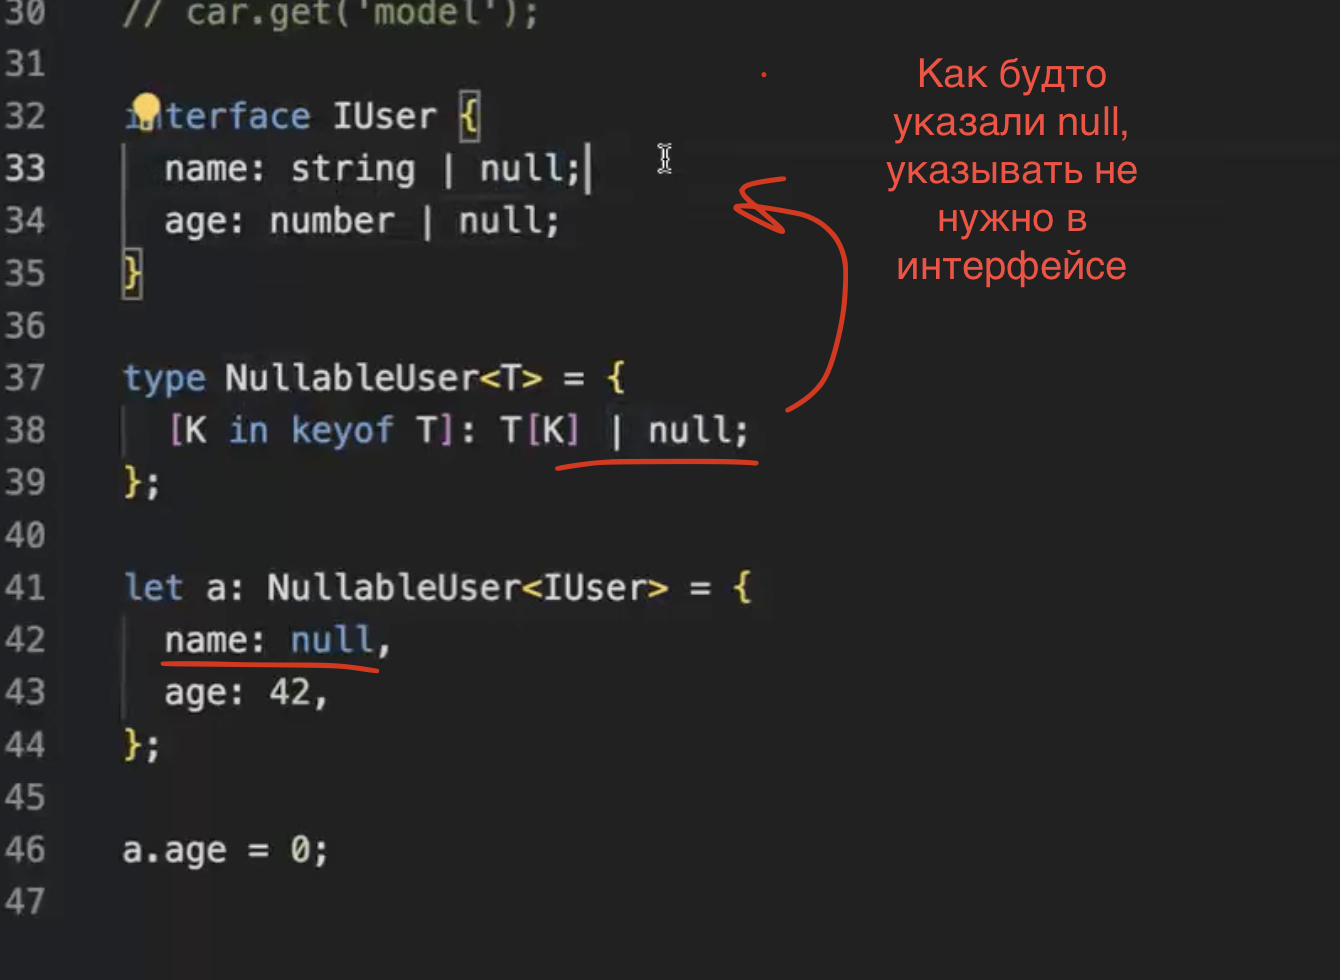 30 // car.get('model');
31
32 interface IUser {
33 name: string | null;
34 age: number | null;
35 }
36
37 type NullableUser<T> = {
38 [K in keyof T]: T[K] | null;
39 };
40
41 let a: NullableUser<IUser> = {
42 name: null,
43 age: 42,
44 };
45
46 a.age = 0;
47
Как будто
указали null,
указывать не
нужно в
интерфейсе